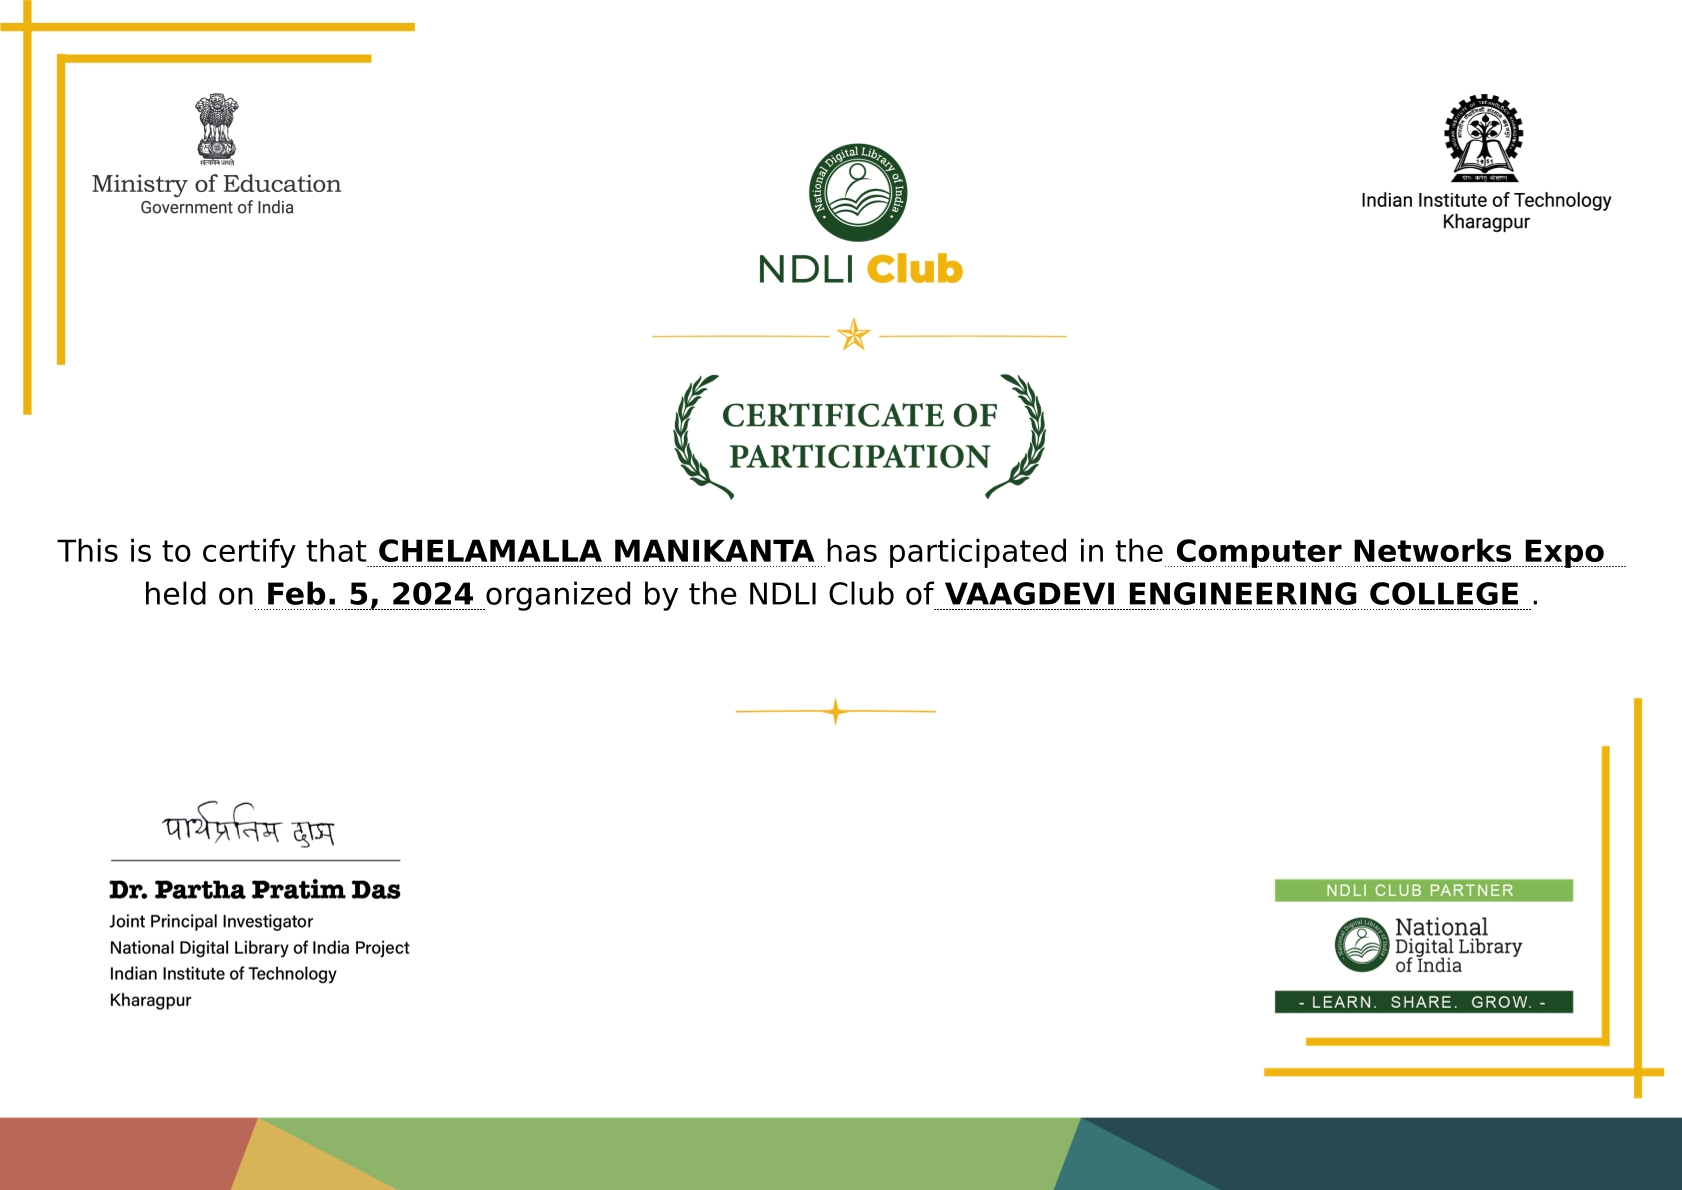 सत्यमेव जयते
Ministry of Education
Government of India
National Digital Library of India
NDLI Club
Indian Institute of Technology
Kharagpur
CERTIFICATE OF
PARTICIPATION
This is to certify that CHELAMALLA MANIKANTA has participated in the Computer Networks Expo
held on Feb. 5, 2024 organized by the NDLI Club of VAAGDEVI ENGINEERING COLLEGE .
पार्थप्रतिम दास
Dr. Partha Pratim Das
Joint Principal Investigator
National Digital Library of India Project
Indian Institute of Technology
Kharagpur
NDLI CLUB PARTNER
National
Digital Library
of India
- LEARN. SHARE. GROW. -